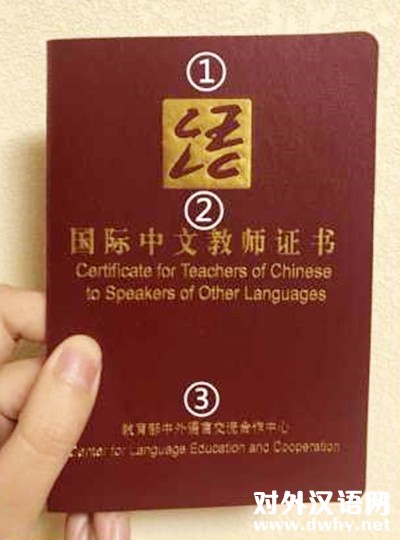 ①
②
国际中文教师证书
Certificate for Teachers of Chinese
to Speakers of Other Languages
③
教育部中外语言交流合作中心
Center for Language Education and Cooperation
对外汉语网
www.dwhy.net